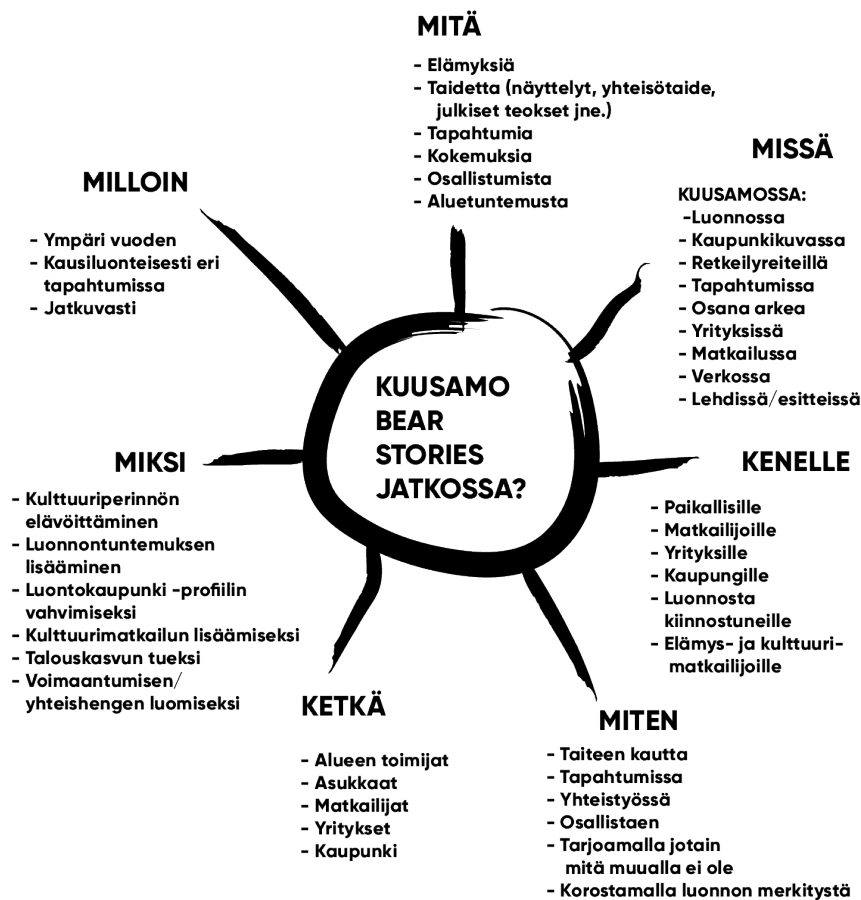 MITÄ
- Elämyksiä
- Taidetta (näyttelyt, yhteisötaide,
julkiset teokset jne.)
- Tapahtumia
- Kokemuksia
- Osallistumista
- Aluetuntemusta
MISSÄ
KUUSAMOSSA:
-Luonnossa
- Kaupunkikuvassa
- Retkeilyreiteillä
- Tapahtumissa
- Osana arkea
- Yrityksissä
- Matkailussa
- Verkossa
- Lehdissä/esitteissä
MILLOIN
- Ympäri vuoden
- Kausiluonteisesti eri
tapahtumissa
- Jatkuvasti
KUUSAMO
BEAR
STORIES
JATKOSSA?
MIKSI
- Kulttuuriperinnön
elävöittäminen
- Luonnontuntemuksen
lisääminen
- Luontokaupunki -profiilin
vahvimiseksi
- Kulttuurimatkailun lisäämiseksi
- Talouskasvun tueksi
- Voimaantumisen/
yhteishengen luomiseksi
KENELLE
- Paikallisille
- Matkailijoille
- Yrityksille
- Kaupungille
- Luonnosta
kiinnostuneille
- Elämys- ja kulttuuri-
matkailijoille
KETKÄ
- Alueen toimijat
- Asukkaat
- Matkailijat
- Yritykset
- Kaupunki
MITEN
- Taiteen kautta
- Tapahtumissa
- Yhteistyössä
- Osallistaen
- Tarjoamalla jotain
mitä muualla ei ole
- Korostamalla luonnon merkitystä